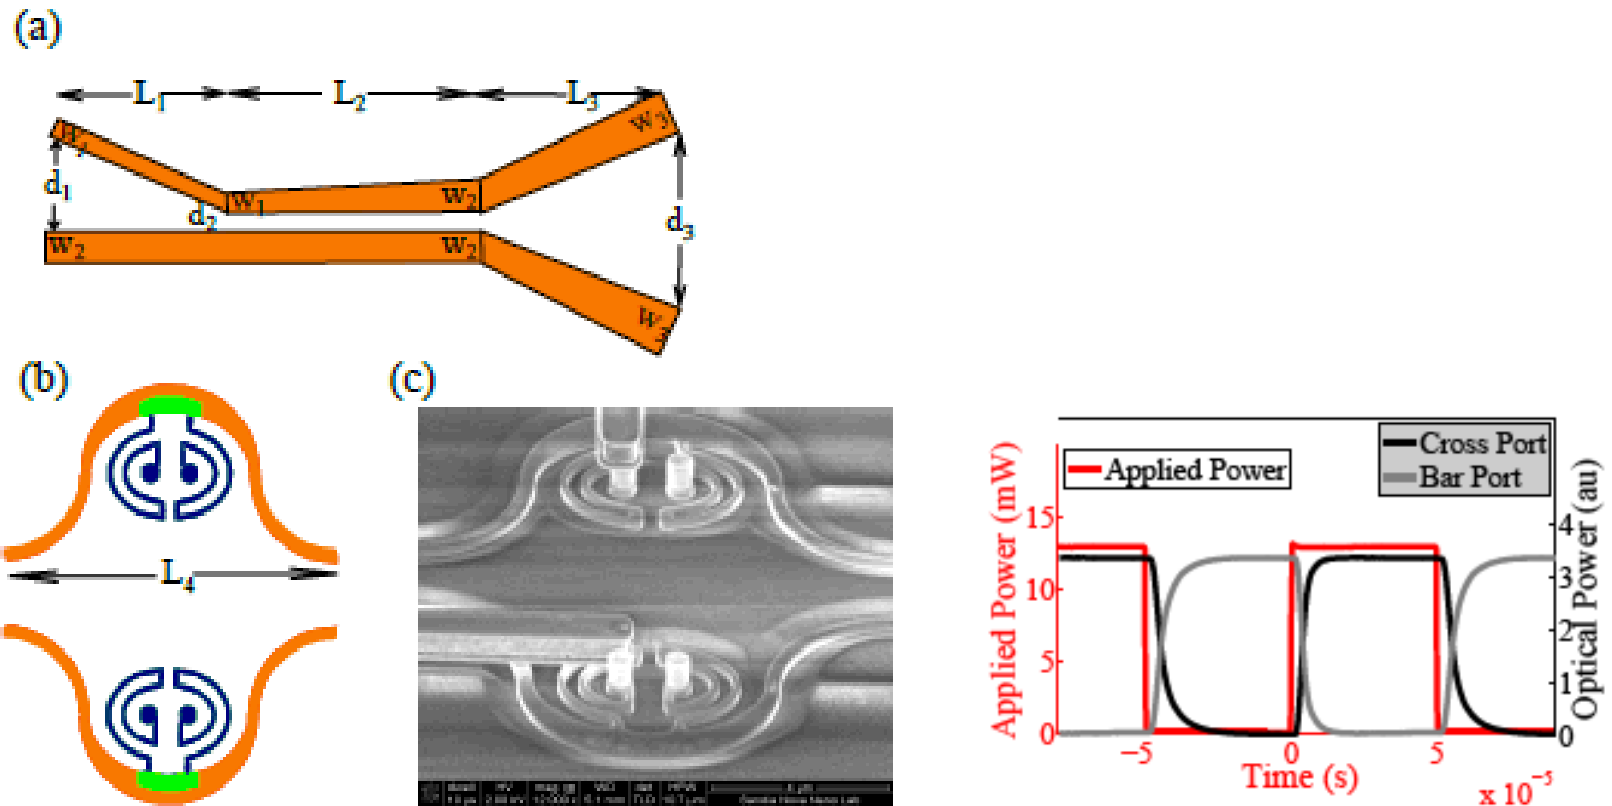 (a)
L1
L2
L3
w3
d1
w1
w2
d2
d3
w2
w2
(b)
(c)
L4
Applied Power
Cross Port
Bar Port
Applied Power (mW)
15
10
5
0
Optical Power (au)
4
3
2
1
0
−5
0
5
Time (s)
x 10-5